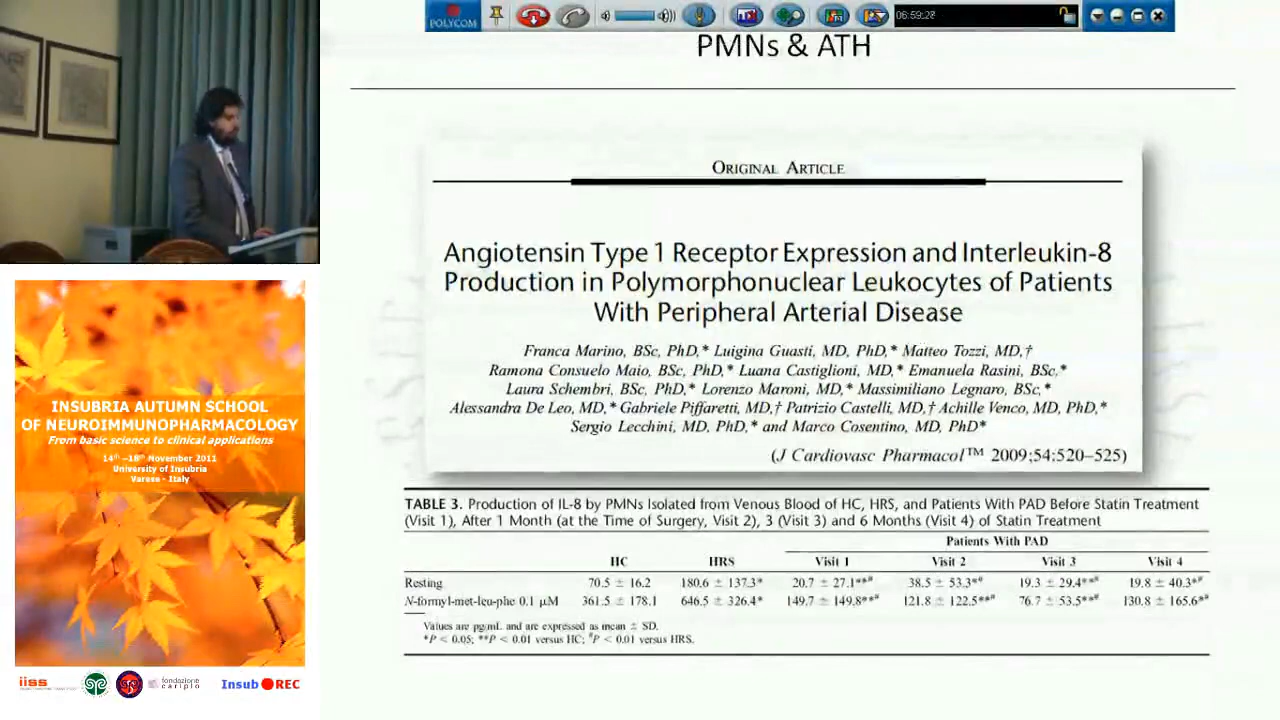 POLYCOM
06:59:28
PMNs & ATH
ORIGINAL ARTICLE
Angiotensin Type 1 Receptor Expression and Interleukin-8
Production in Polymorphonuclear Leukocytes of Patients
With Peripheral Arterial Disease
Franca Marino, BSc, PhD,* Luigina Guasti, MD, PhD,* Matteo Tozzi, MD,†
Ramona Consuelo Maio, BSc, PhD,* Luana Castiglioni, MD,* Emanuela Rasini, BSc,*
Laura Schembri, BSc, PhD,* Lorenzo Maroni, MD,* Massimiliano Legnaro, BSc,*
Alessandra De Leo, MD,* Gabriele Piffaretti, MD,† Patrizio Castelli, MD,† Achille Venco, MD, PhD,*
Sergio Lecchini, MD, PhD,* and Marco Cosentino, MD, PhD*
(J Cardiovasc Pharmacol™ 2009;54:520–525)
TABLE 3. Production of IL-8 by PMNs Isolated from Venous Blood of HC, HRS, and Patients With PAD Before Statin Treatment
(Visit 1), After 1 Month (at the Time of Surgery, Visit 2), 3 (Visit 3) and 6 Months (Visit 4) of Statin Treatment
Patients With PAD
HC HRS Visit 1 Visit 2 Visit 3 Visit 4
Resting 70.5 ± 16.2 180.6 ± 137.3* 20.7 ± 27.1**# 38.5 ± 53.3*# 19.3 ± 29.4**# 19.8 ± 40.3*#
N-formyl-met-leu-phe 0.1 µM 361.5 ± 178.1 646.5 ± 326.4* 149.7 ± 149.8**# 121.8 ± 122.5**# 76.7 ± 53.5**# 130.8 ± 165.6*#
Values are pg/mL and are expressed as mean ± SD.
*P < 0.05; **P < 0.01 versus HC; #P < 0.01 versus HRS.
INSUBRIA AUTUMN SCHOOL
OF NEUROIMMUNOPHARMACOLOGY
From basic science to clinical applications
14th –18th November 2011
University of Insubria
Varese - Italy
iiss
fondazione
cariplo
Insub REC